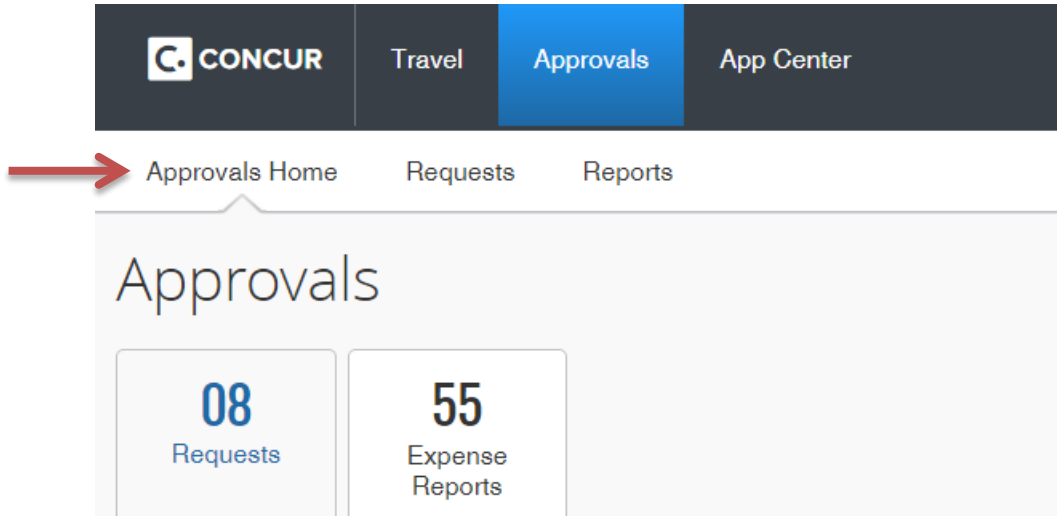 C. CONCUR Travel Approvals App Center
Approvals Home Requests Reports
Approvals
08 55
Requests Expense
Reports